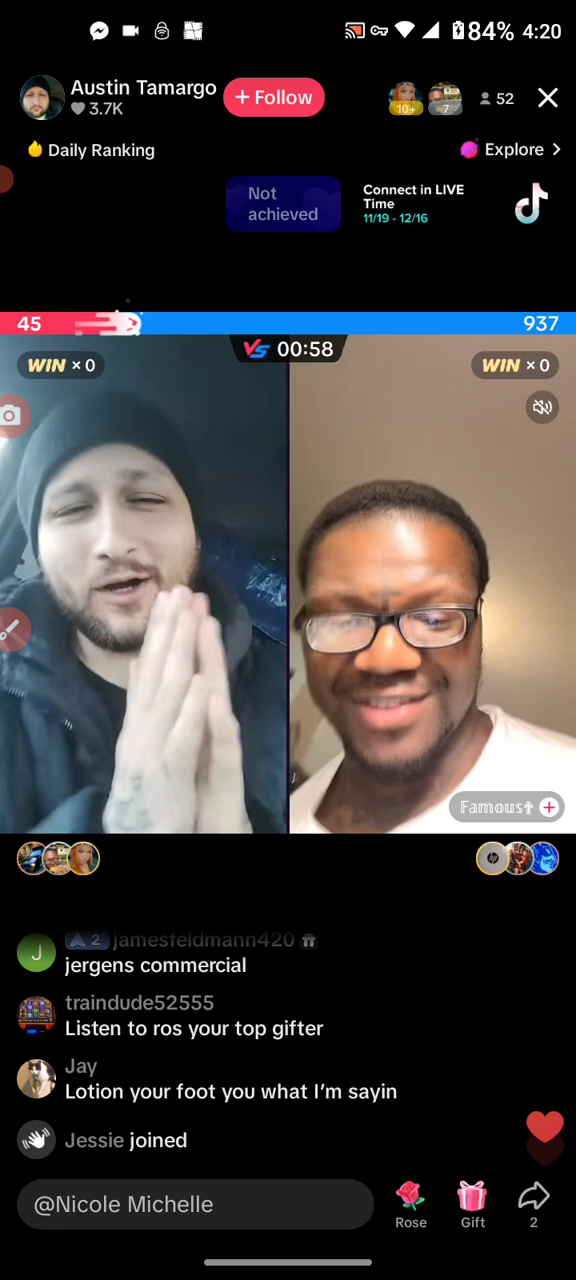 84% 4:20
Austin Tamargo
3.7K
+ Follow
10+
7
52
Daily Ranking
Explore
Not
achieved
Connect in LIVE
Time
11/19 - 12/16
45
937
VS 00:58
WIN × 0
WIN × 0
𝔽𝕒𝕞𝕠𝕦𝕤✟
J
2 jamesfeldmann420
jergens commercial
traindude52555
Listen to ros your top gifter
Jay
Lotion your foot you what I’m sayin
Jessie joined
@Nicole Michelle
Rose
Gift
2